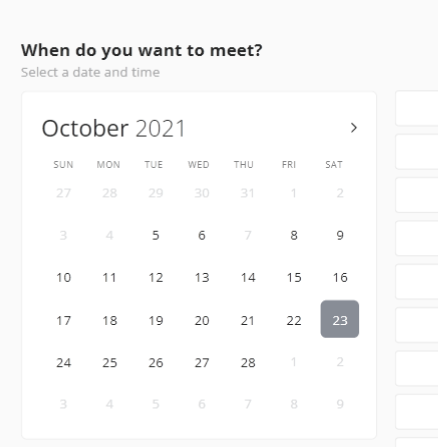 When do you want to meet?
Select a date and time
October 2021
SUN MON TUE WED THU FRI SAT
27 28 29 30 31 1 2
3 4 5 6 7 8 9
10 11 12 13 14 15 16
17 18 19 20 21 22 23
24 25 26 27 28 1 2
3 4 5 6 7 8 9